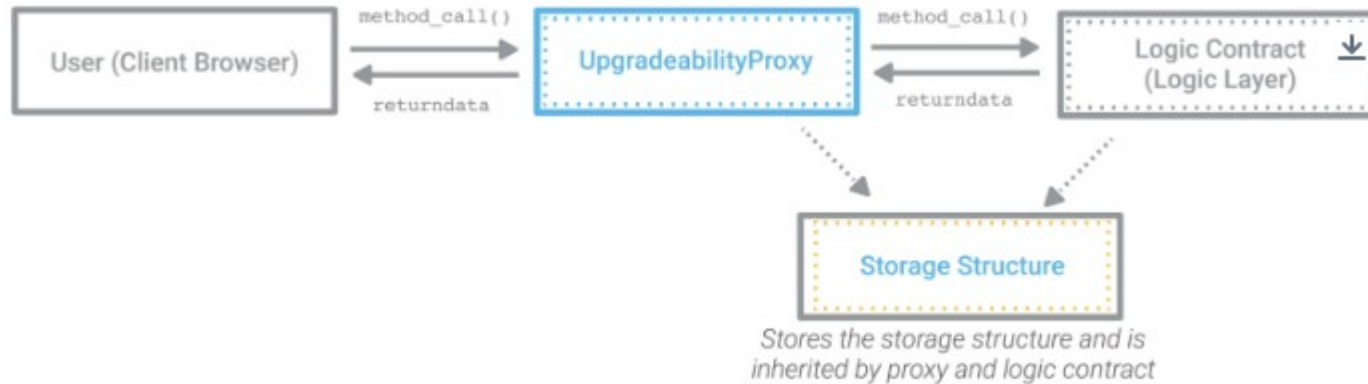 method_call()
method_call()
User (Client Browser)
UpgradeabilityProxy
Logic Contract
(Logic Layer)
returndata
returndata
Storage Structure
Stores the storage structure and is
inherited by proxy and logic contract